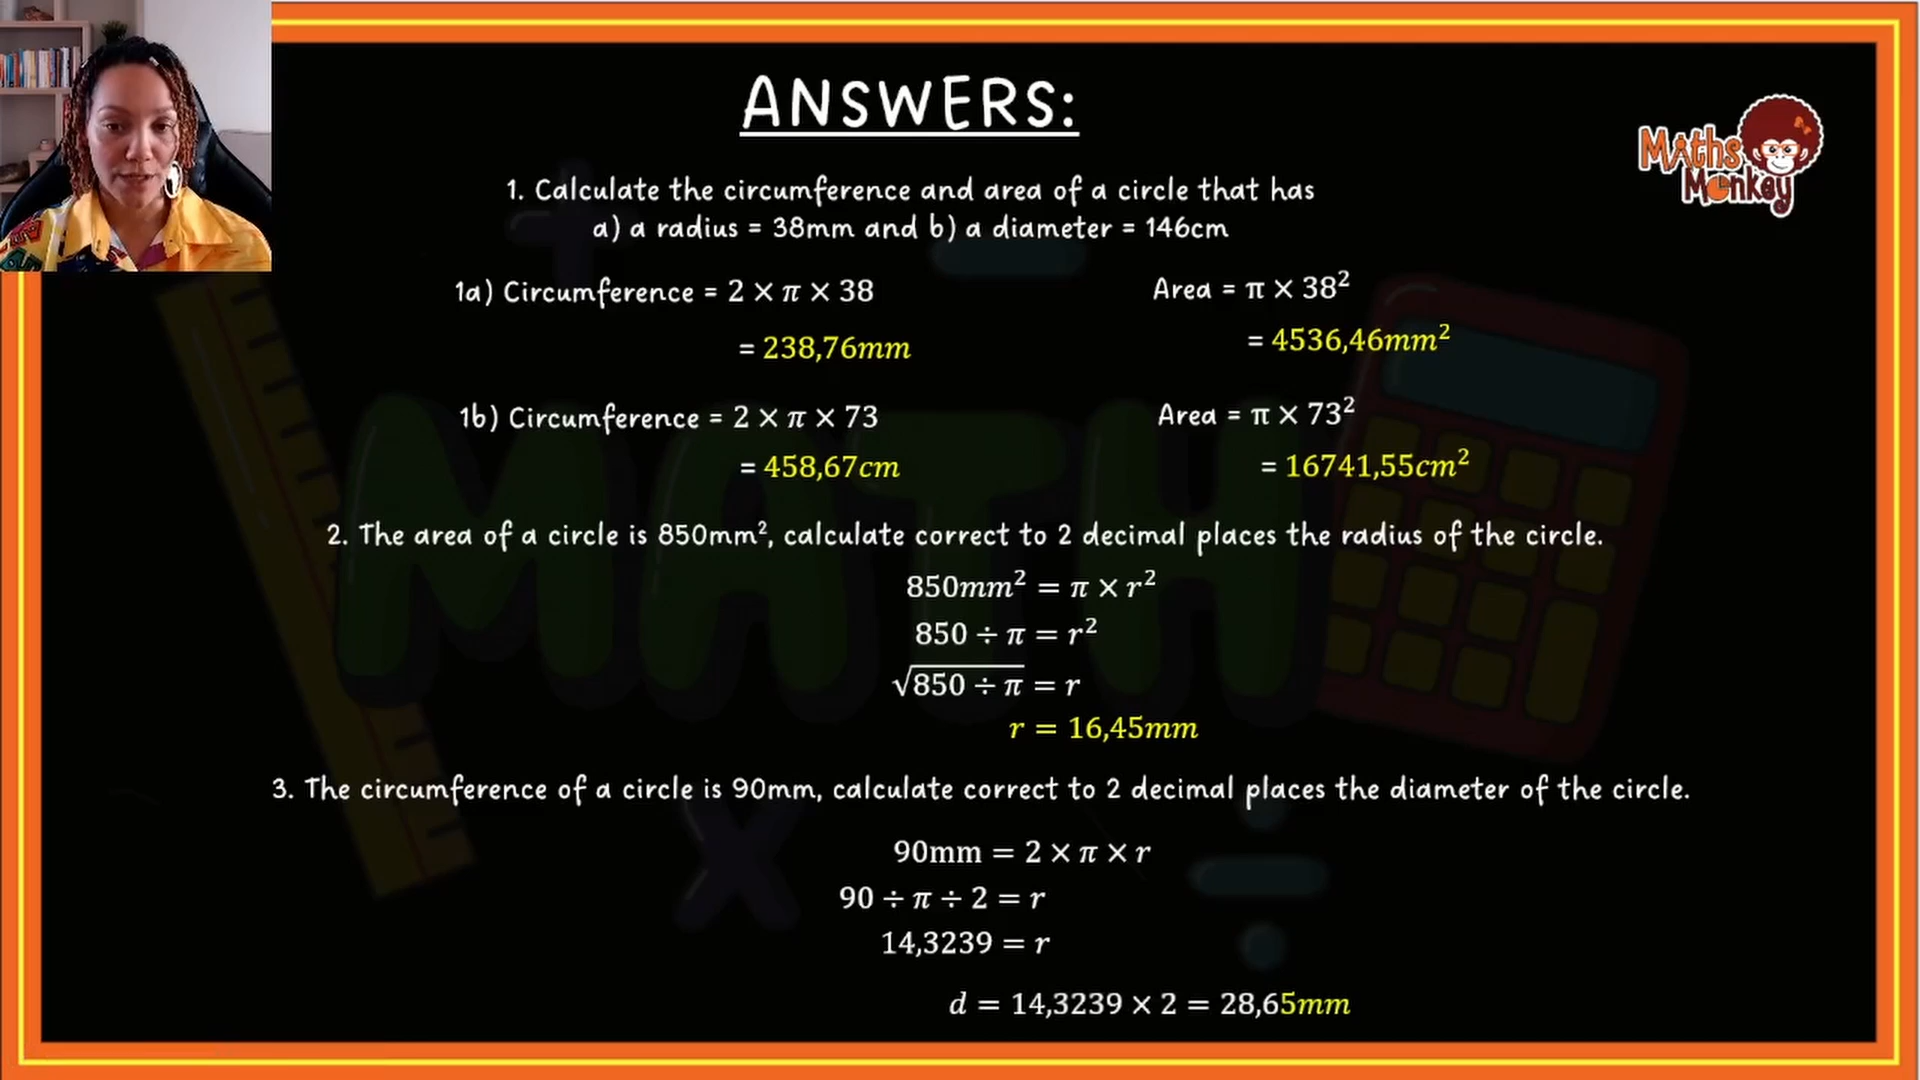 ANSWERS:
Maths
Monkey
1. Calculate the circumference and area of a circle that has
a) a radius = 38mm and b) a diameter = 146cm
1a) Circumference = 2 × π × 38
= 238,76mm
Area = π × 38²
= 4536,46mm²
1b) Circumference = 2 × π × 73
= 458,67cm
Area = π × 73²
= 16741,55cm²
2. The area of a circle is 850mm², calculate correct to 2 decimal places the radius of the circle.
850mm² = π × r²
850 ÷ π = r²
√850 ÷ π = r
r = 16,45mm
3. The circumference of a circle is 90mm, calculate correct to 2 decimal places the diameter of the circle.
90mm = 2 × π × r
90 ÷ π ÷ 2 = r
14,3239 = r
d = 14,3239 × 2 = 28,65mm
MATH